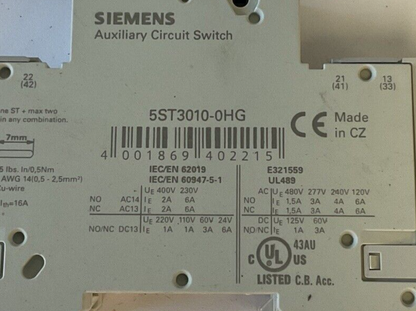 SIEMENS
Auxiliary Circuit Switch
22
(42)
21
(41)
13
(33)
ne ST + max two
in any combination.
7mm
5 lbs. In/0,5Nm
AWG 14(0,5 - 2,5mm²)
u-wire
=16A
5ST3010-0HG
4 001869 402215
CE Made
in CZ
IEC/EN 62019
IEC/EN 60947-5-1
UE 400V 230V
NO AC14 IE 2A 6A
NC AC13 IE 2A 6A
UE 220V 110V 60V 24V
NO/NC DC13 IE 1A 1A 3A 6A
E321559
UL489
AC UE 480V 277V 240V 120V
NO IE 1,5A 3A 4A 6A
NC IE 1,5A 3A 4A 6A
DC UE 125V 60V
NO/NC IE 1A 3A
C UL US
43AU
LISTED C.B. Acc.